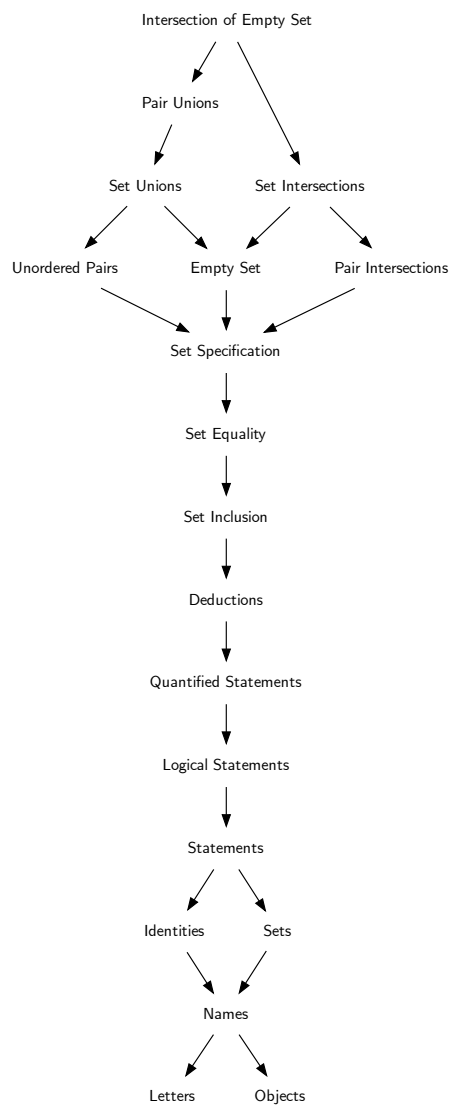 Intersection of Empty Set
Pair Unions
Set Unions
Set Intersections
Unordered Pairs
Empty Set
Pair Intersections
Set Specification
Set Equality
Set Inclusion
Deductions
Quantified Statements
Logical Statements
Statements
Identities
Sets
Names
Letters
Objects